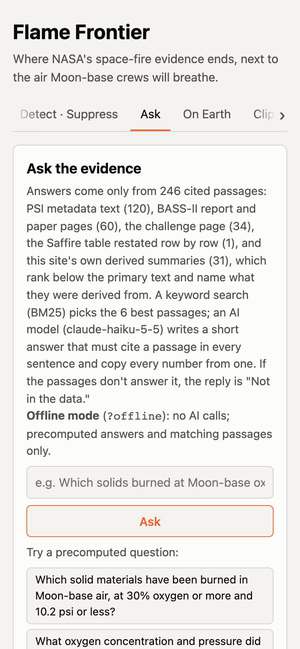 Flame Frontier
Where NASA's space-fire evidence ends, next to
the air Moon-base crews will breathe.
Detect · Suppress Ask On Earth Clip ›
Ask the evidence
Answers come only from 246 cited passages:
PSI metadata text (120), BASS-II report and
paper pages (60), the challenge page (34),
the Saffire table restated row by row (1), and
this site's own derived summaries (31), which
rank below the primary text and name what
they were derived from. A keyword search
(BM25) picks the 6 best passages; an AI
model (claude-haiku-5-5) writes a short
answer that must cite a passage in every
sentence and copy every number from one. If
the passages don't answer it, the reply is "Not
in the data."
Offline mode (?offline): no AI calls;
precomputed answers and matching passages
only.
e.g. Which solids burned at Moon-base ox
Ask
Try a precomputed question:
Which solid materials have been burned in
Moon-base air, at 30% oxygen or more and
10.2 psi or less?
What oxygen concentration and pressure did